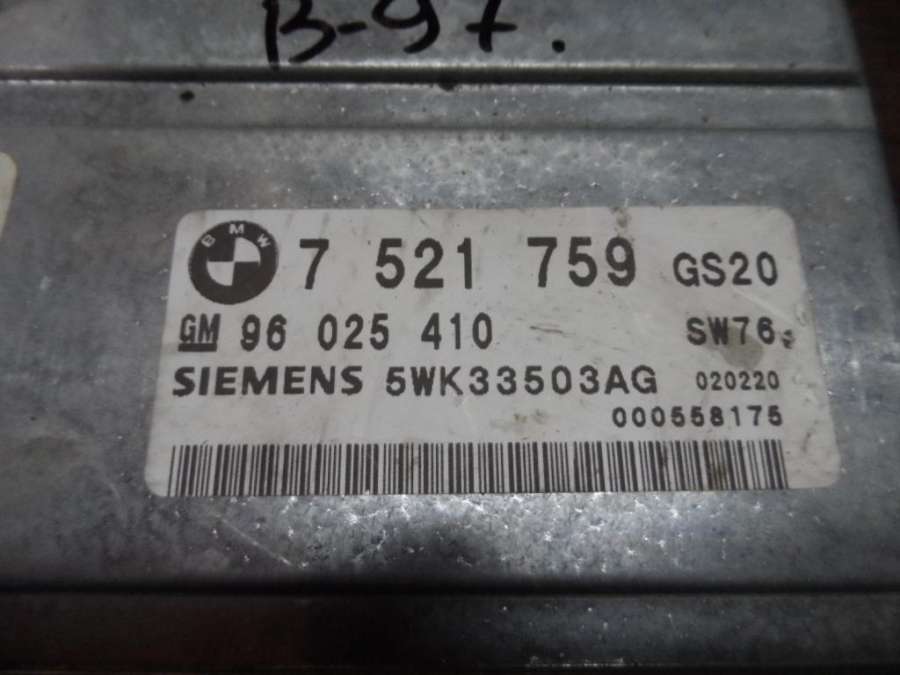 B-97.
BMW 7 521 759 GS20
GM 96 025 410 SW76
SIEMENS 5WK33503AG 020220
000558175